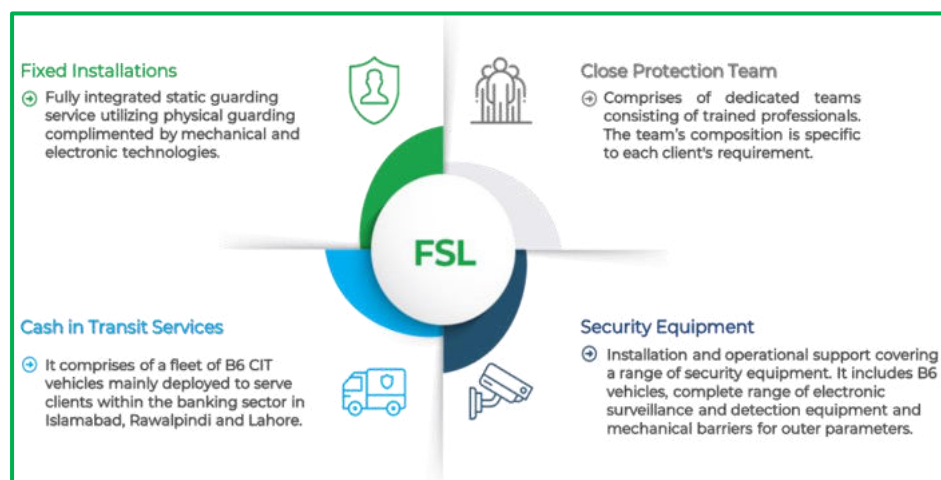 Fixed Installations
Fully integrated static guarding
service utilizing physical guarding
complimented by mechanical and
electronic technologies.
Close Protection Team
Comprises of dedicated teams
consisting of trained professionals.
The team's composition is specific
to each client's requirement.
FSL
Cash in Transit Services
It comprises of a fleet of B6 CIT
vehicles mainly deployed to serve
clients within the banking sector in
Islamabad, Rawalpindi and Lahore.
Security Equipment
Installation and operational support covering
a range of security equipment. It includes B6
vehicles, complete range of electronic
surveillance and detection equipment and
mechanical barriers for outer parameters.